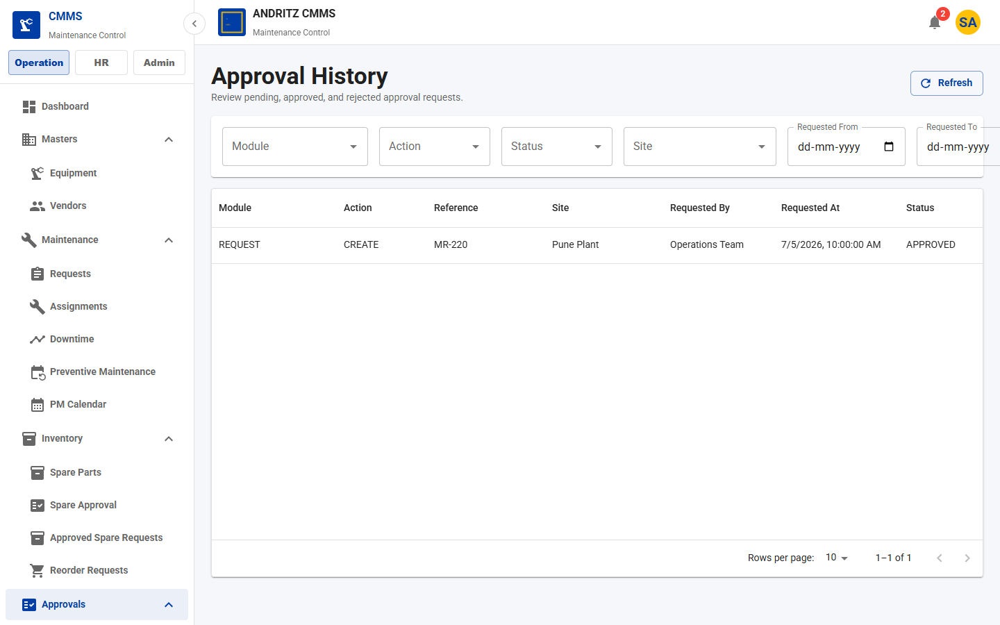 CMMS
Maintenance Control
Operation
HR
Admin
Dashboard
Masters
Equipment
Vendors
Maintenance
Requests
Assignments
Downtime
Preventive Maintenance
PM Calendar
Inventory
Spare Parts
Spare Approval
Approved Spare Requests
Reorder Requests
Approvals
ANDRITZ CMMS
Maintenance Control
2
SA
Approval History
Review pending, approved, and rejected approval requests.
Refresh
Module
Action
Status
Site
Requested From
dd-mm-yyyy
Requested To
dd-mm-yyyy
Module Action Reference Site Requested By Requested At Status
REQUEST CREATE MR-220 Pune Plant Operations Team 7/5/2026, 10:00:00 AM APPROVED
Rows per page: 10 1–1 of 1